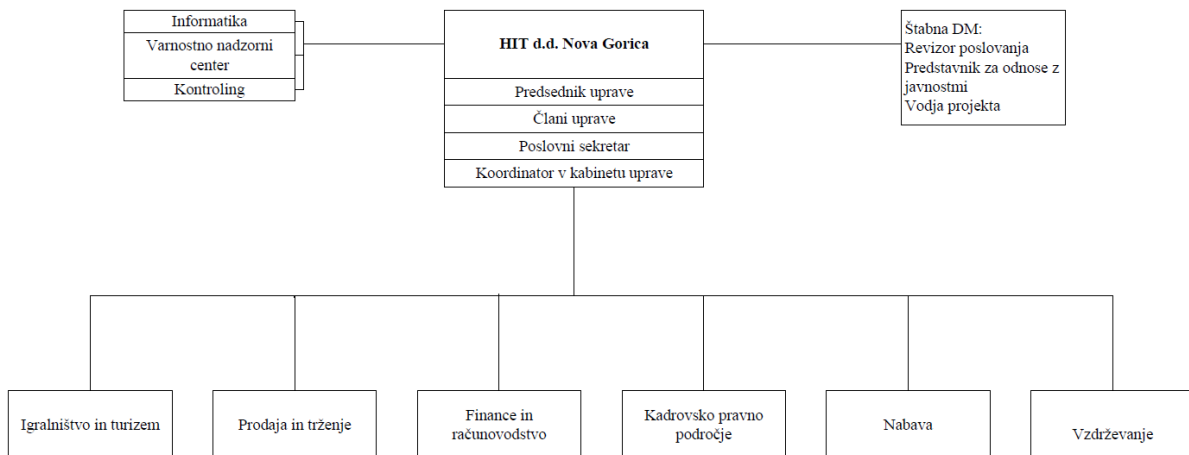 Informatika
Varnostno nadzorni
center
Kontroling
HIT d.d. Nova Gorica
Predsednik uprave
Člani uprave
Poslovni sekretar
Koordinator v kabinetu uprave
Štabna DM:
Revizor poslovanja
Predstavnik za odnose z
javnostmi
Vodja projekta
Igralništvo in turizem
Prodaja in trženje
Finance in
računovodstvo
Kadrovsko pravno
področje
Nabava
Vzdrževanje